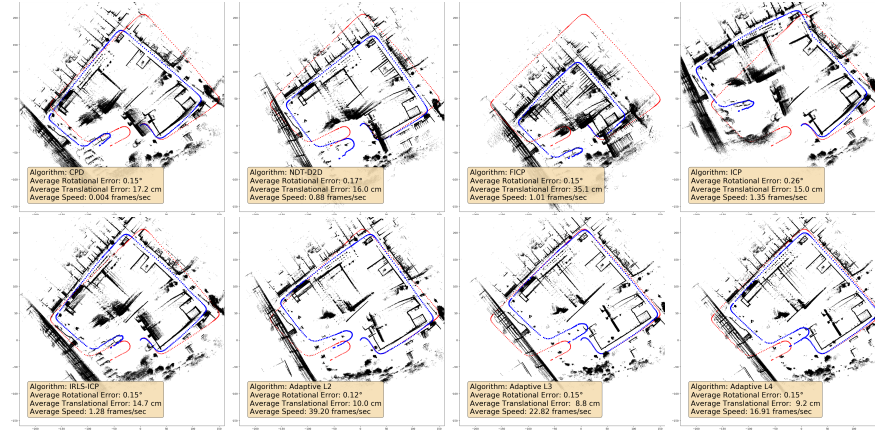 Algorithm: CPD
Average Rotational Error: 0.15°
Average Translational Error: 17.2 cm
Average Speed: 0.004 frames/sec
Algorithm: NDT-D2D
Average Rotational Error: 0.17°
Average Translational Error: 16.0 cm
Average Speed: 0.88 frames/sec
Algorithm: FICP
Average Rotational Error: 0.15°
Average Translational Error: 35.1 cm
Average Speed: 1.01 frames/sec
Algorithm: ICP
Average Rotational Error: 0.26°
Average Translational Error: 15.0 cm
Average Speed: 1.35 frames/sec
Algorithm: IRLS-ICP
Average Rotational Error: 0.15°
Average Translational Error: 14.7 cm
Average Speed: 1.28 frames/sec
Algorithm: Adaptive L2
Average Rotational Error: 0.12°
Average Translational Error: 10.0 cm
Average Speed: 39.20 frames/sec
Algorithm: Adaptive L3
Average Rotational Error: 0.15°
Average Translational Error: 8.8 cm
Average Speed: 22.82 frames/sec
Algorithm: Adaptive L4
Average Rotational Error: 0.15°
Average Translational Error: 9.2 cm
Average Speed: 16.91 frames/sec